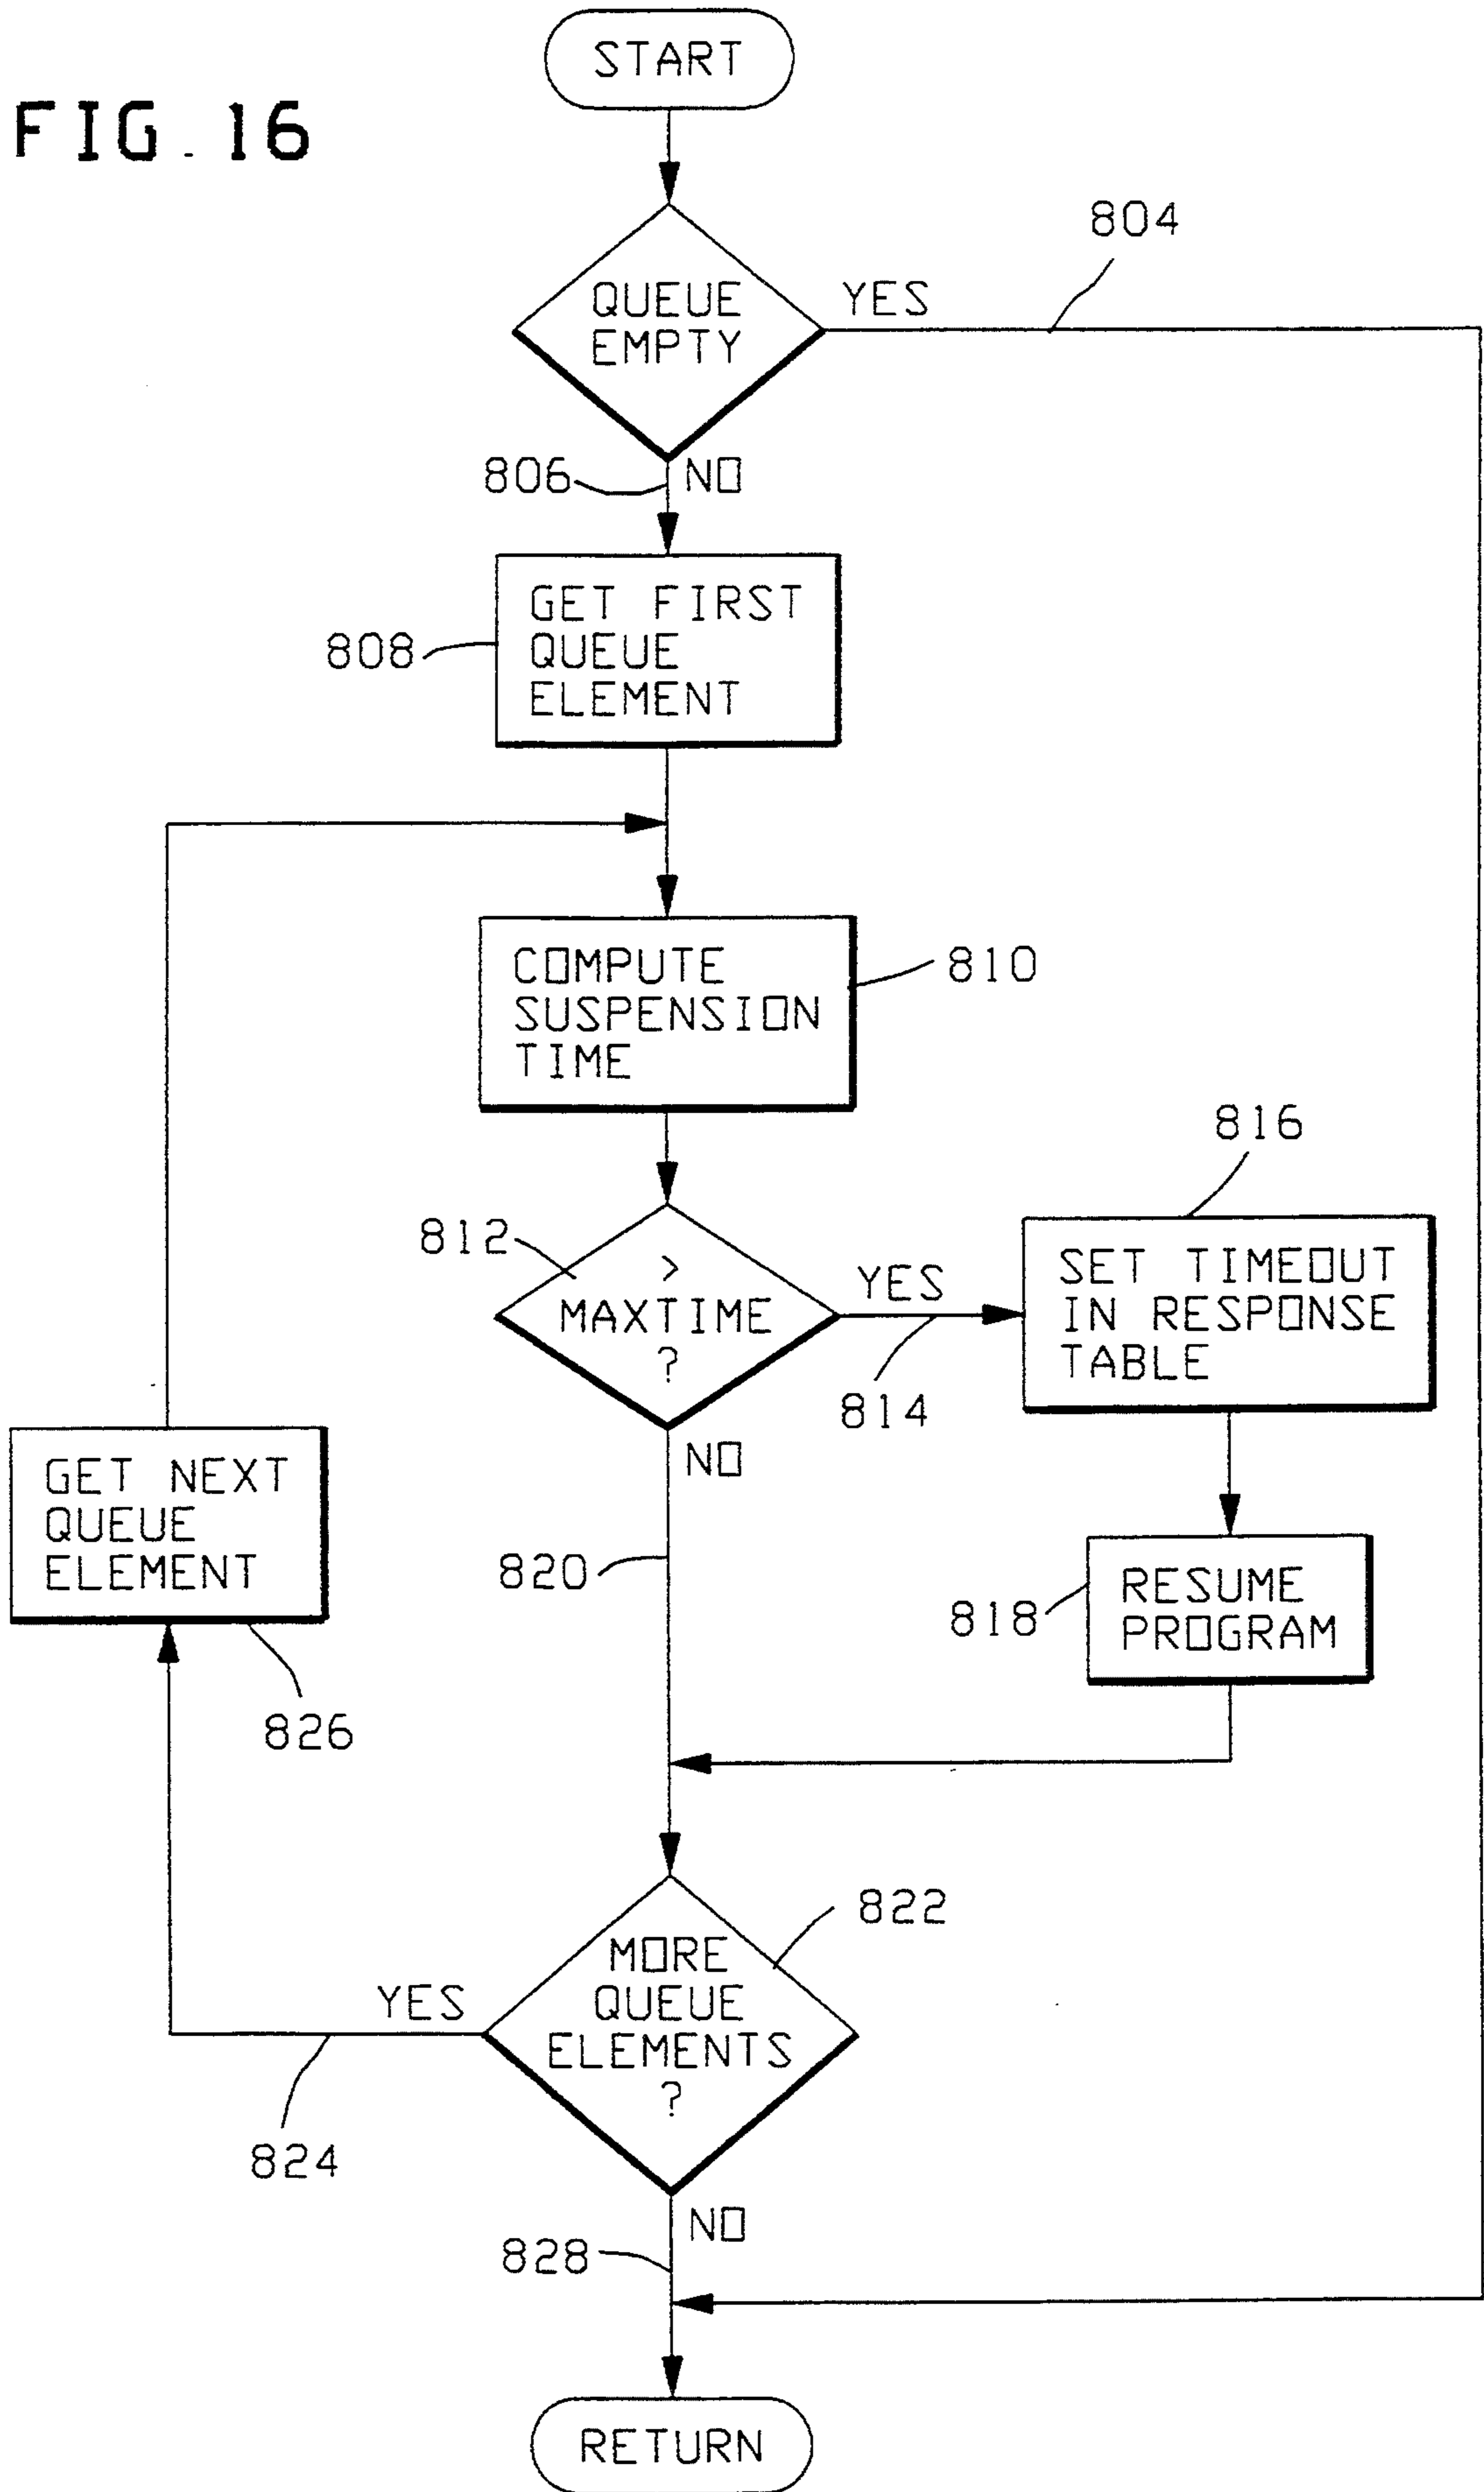 START
FIG. 16
804
QUEUE
EMPTY
YES
806
NO
GET FIRST
QUEUE
ELEMENT
808
COMPUTE
SUSPENSION
TIME
810
816
812
>
MAXTIME
?
YES
814
SET TIMEOUT
IN RESPONSE
TABLE
NO
GET NEXT
QUEUE
ELEMENT
820
818
RESUME
PROGRAM
826
822
MORE
QUEUE
ELEMENTS
?
YES
824
NO
828
RETURN